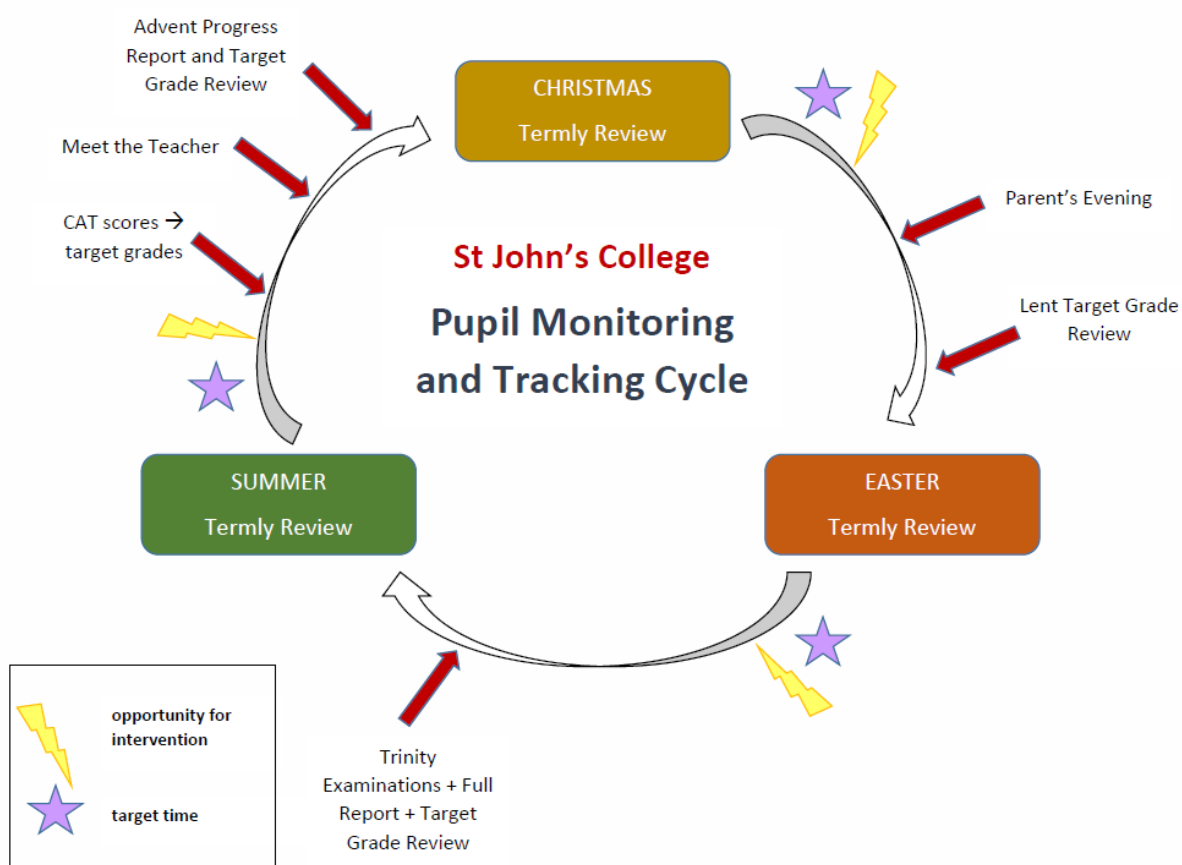 Advent Progress
Report and Target
Grade Review
CHRISTMAS
Termly Review
Meet the Teacher
Parent’s Evening
CAT scores →
target grades
St John’s College
Pupil Monitoring
and Tracking Cycle
Lent Target Grade
Review
SUMMER
Termly Review
EASTER
Termly Review
opportunity for
intervention
target time
Trinity
Examinations + Full
Report + Target
Grade Review